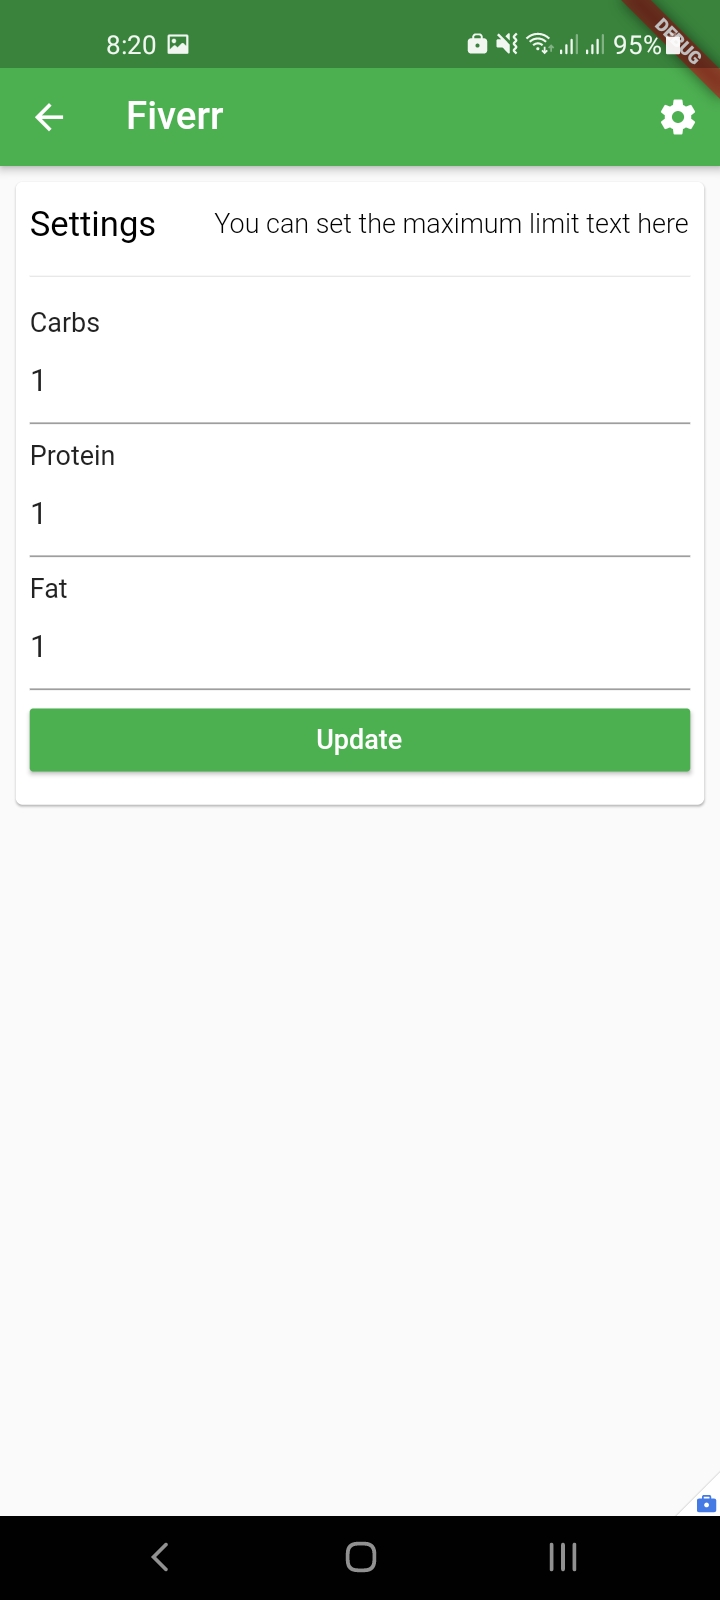 8:20 95%
DEBUG
Fiverr
Settings You can set the maximum limit text here
Carbs
1
Protein
1
Fat
1
Update